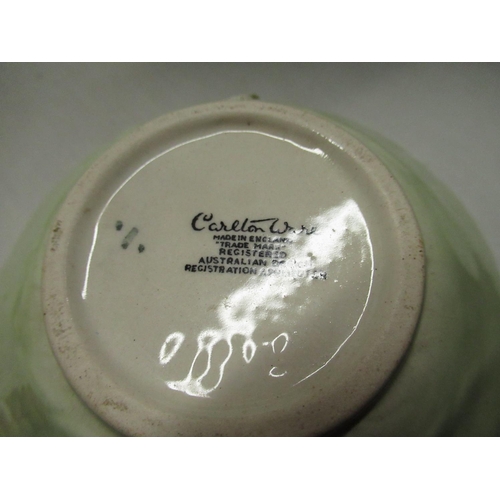 Carlton Ware
MADE IN ENGLAND
"TRADE MARK"
REGISTERED
AUSTRALIAN
REGISTRATION